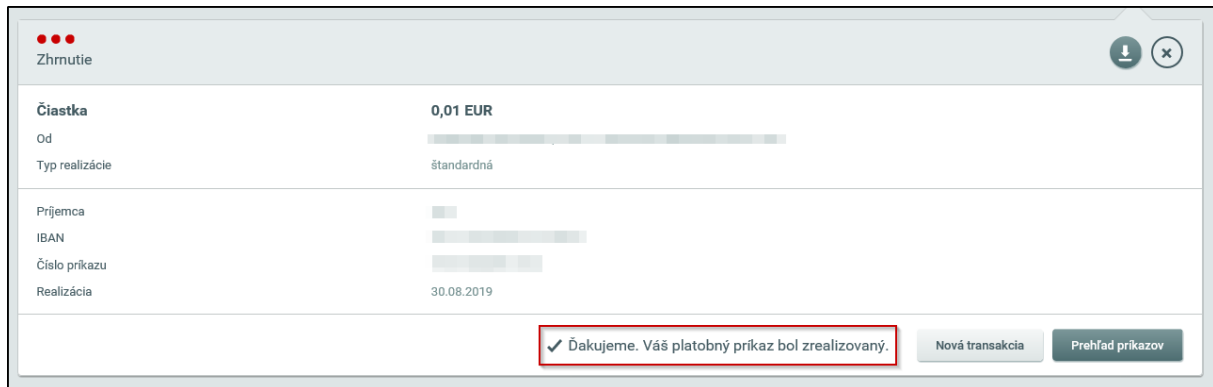 Zhrnutie
Čiastka 0,01 EUR
Od
Typ realizácie štandardná
Príjemca
IBAN
Číslo príkazu
Realizácia 30.08.2019
Ďakujeme. Váš platobný príkaz bol zrealizovaný. Nová transakcia Prehľad príkazov